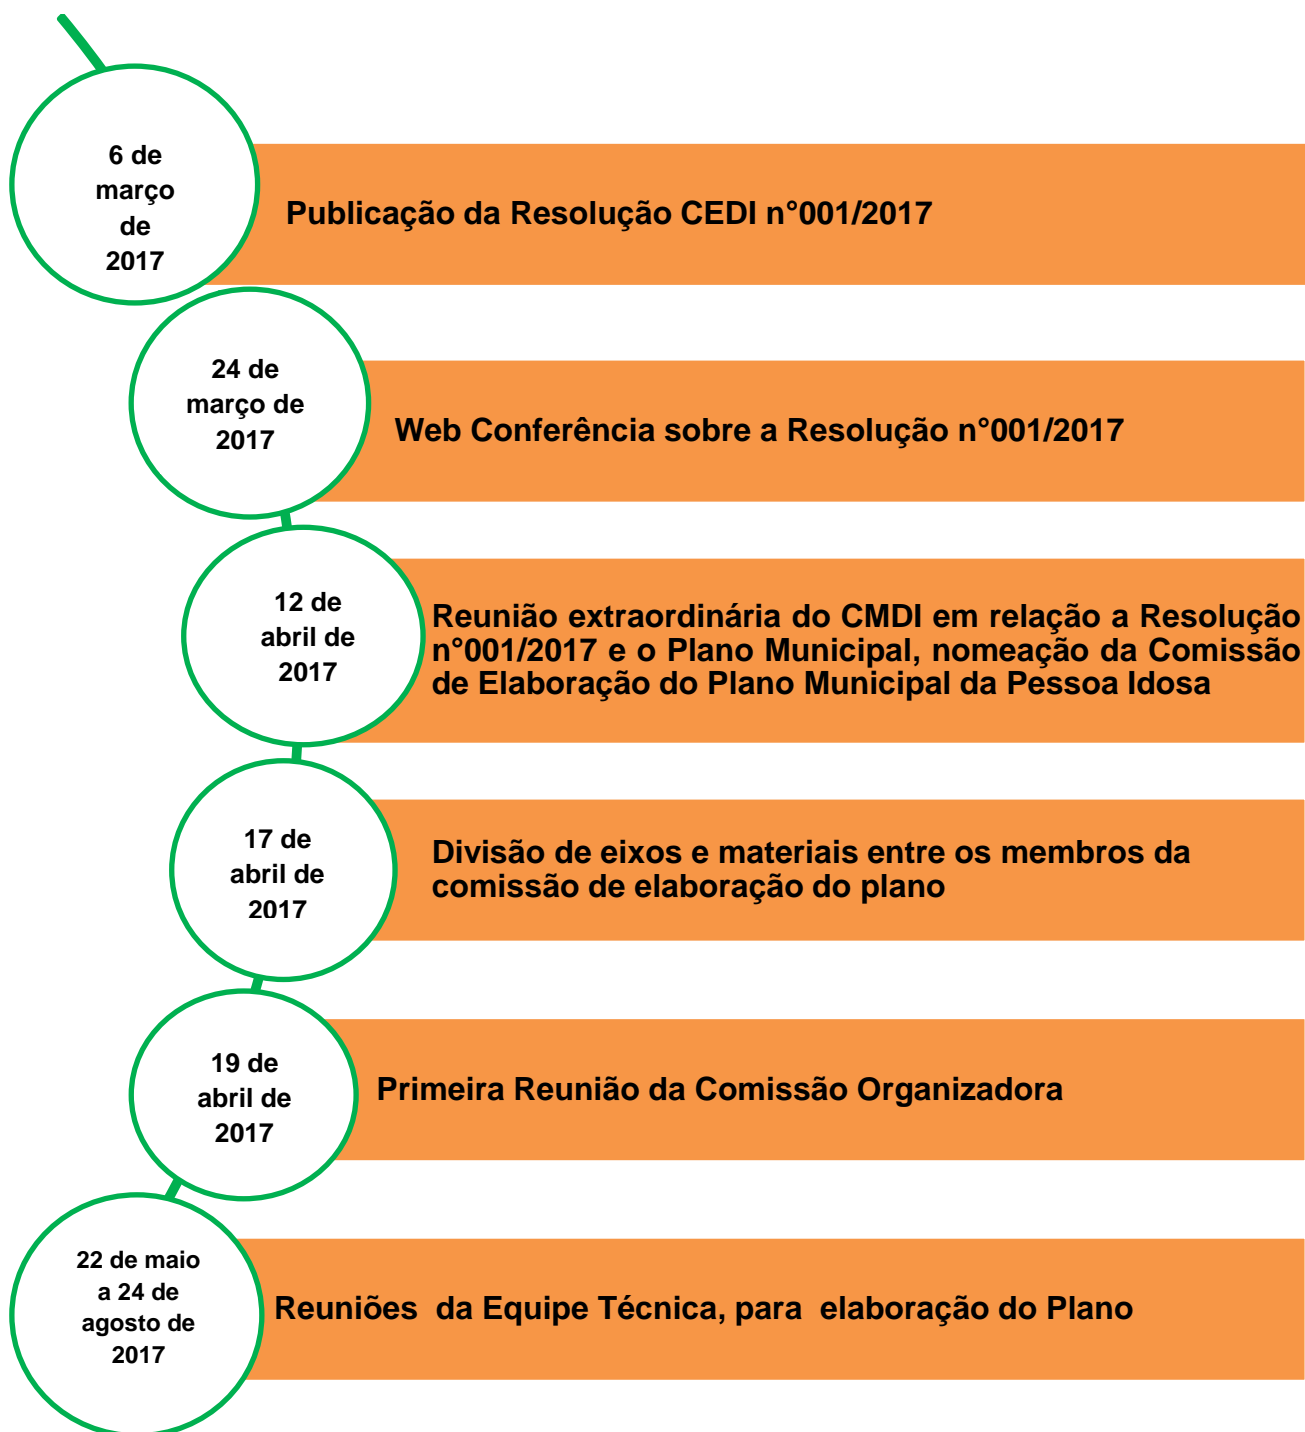 6 de
março
de
2017
Publicação da Resolução CEDI n°001/2017
24 de
março de
2017
Web Conferência sobre a Resolução n°001/2017
12 de
abril de
2017
Reunião extraordinária do CMDI em relação a Resolução
n°001/2017 e o Plano Municipal, nomeação da Comissão
de Elaboração do Plano Municipal da Pessoa Idosa
17 de
abril de
2017
Divisão de eixos e materiais entre os membros da
comissão de elaboração do plano
19 de
abril de
2017
Primeira Reunião da Comissão Organizadora
22 de maio
a 24 de
agosto de
2017
Reuniões da Equipe Técnica, para elaboração do Plano